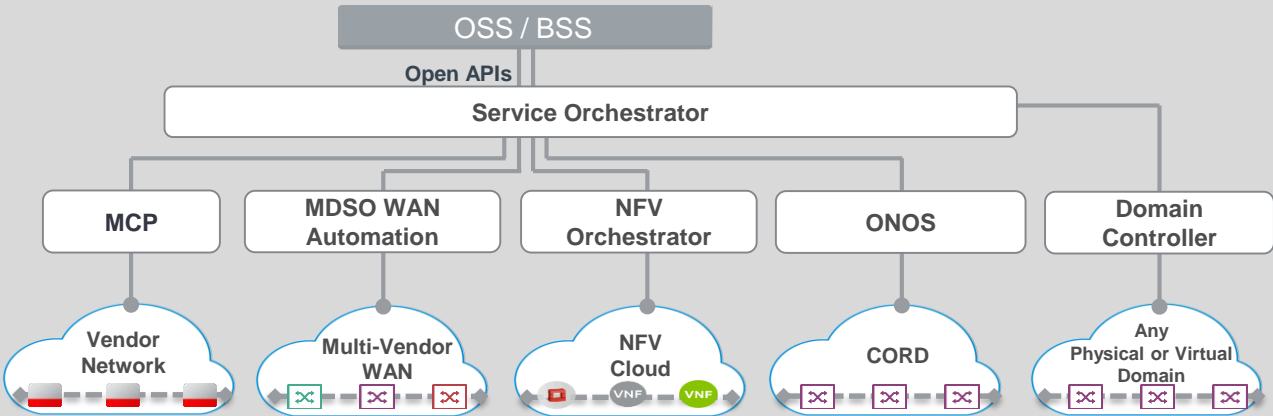 OSS / BSS
Open APIs
Service Orchestrator
MCP
MDSO WAN
Automation
NFV
Orchestrator
ONOS
Domain
Controller
Vendor
Network
Multi-Vendor
WAN
NFV
Cloud
VNF
VNF
CORD
Any
Physical or Virtual
Domain